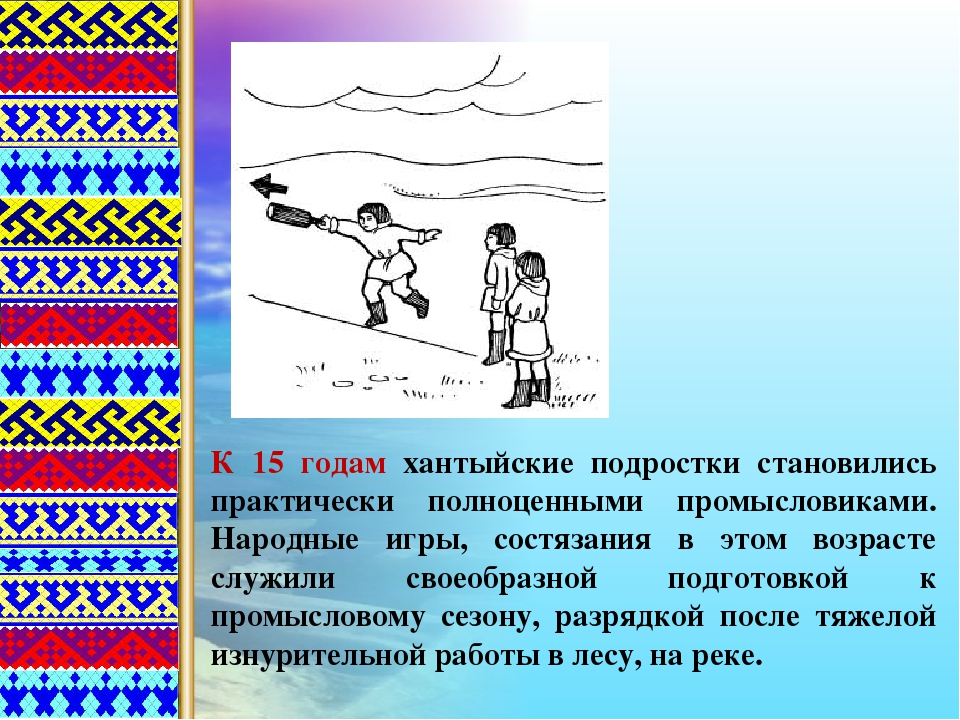 К 15 годам хантыйские подростки становились
практически полноценными промысловиками.
Народные игры, состязания в этом возрасте
служили своеобразной подготовкой к
промысловому сезону, разрядкой после тяжелой
изнурительной работы в лесу, на реке.